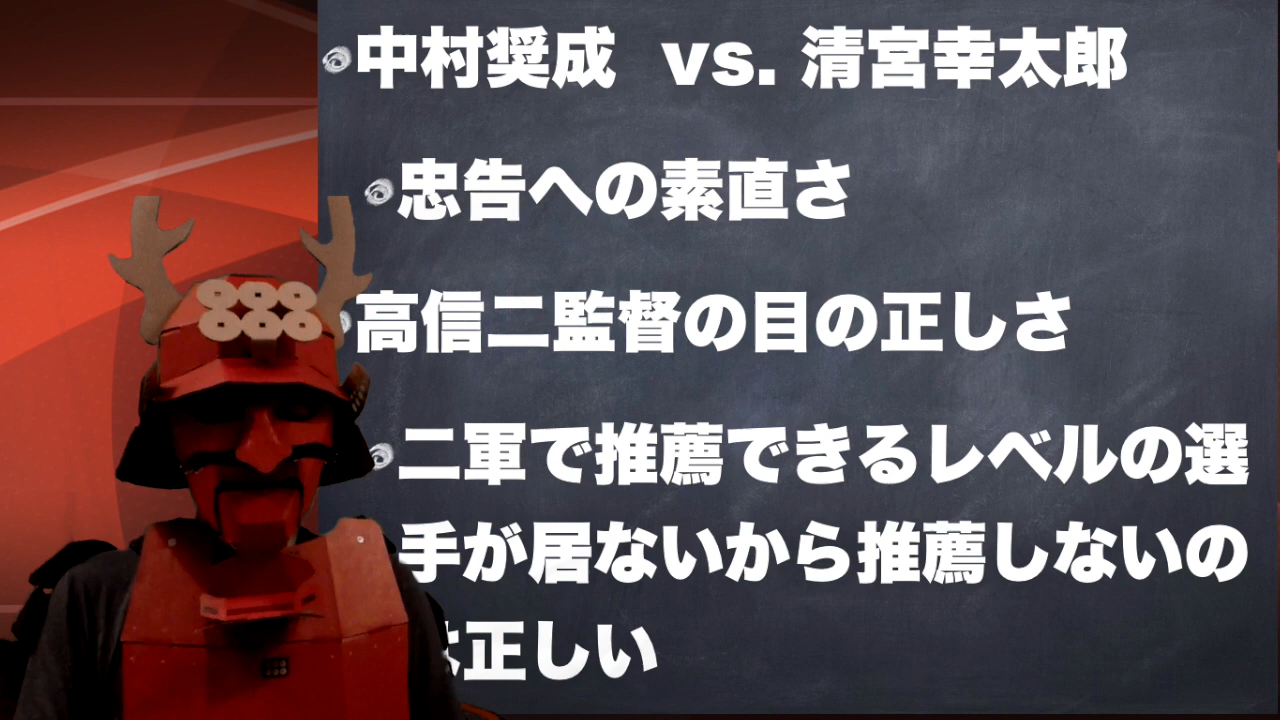 中村奨成 vs. 清宮幸太郎
忠告への素直さ
高信二監督の目の正しさ
二軍で推薦できるレベルの選
手が居ないから推薦しないの
は正しい